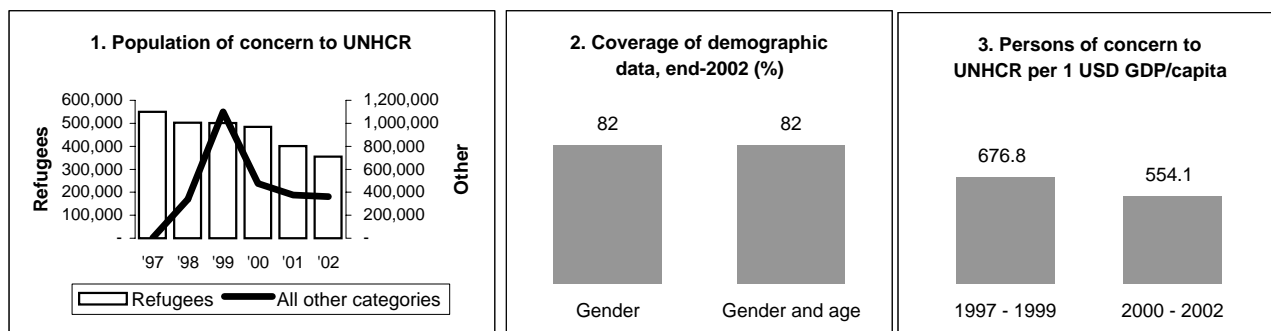 1. Population of concern to UNHCR
600,000
500,000
400,000
300,000
200,000
100,000
-
Refugees
1,200,000
1,000,000
800,000
600,000
400,000
200,000
-
Other
'97 '98 '99 '00 '01 '02
Refugees All other categories
2. Coverage of demographic
data, end-2002 (%)
82 82
Gender Gender and age
3. Persons of concern to
UNHCR per 1 USD GDP/capita
676.8
554.1
1997 - 1999 2000 - 2002